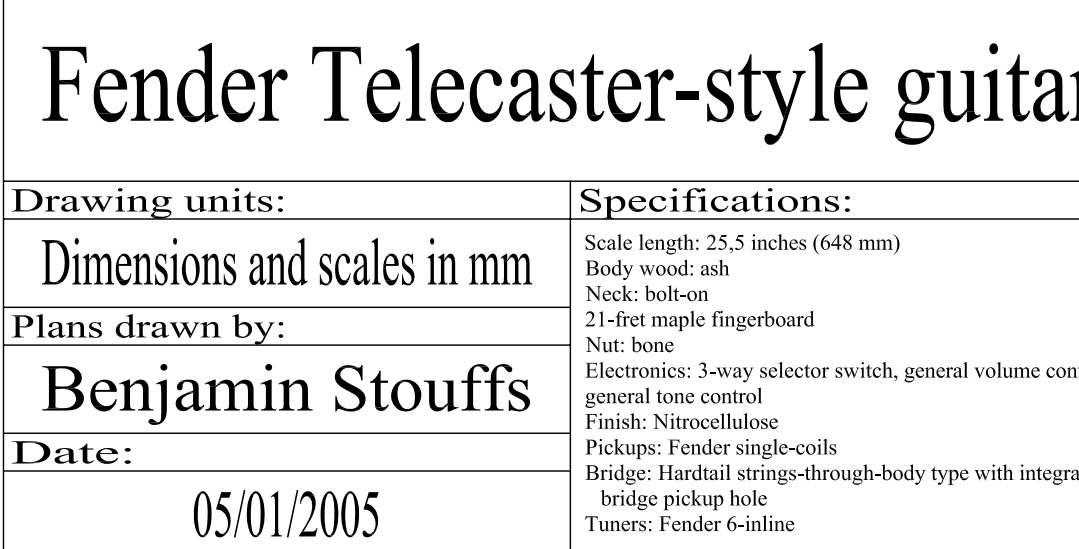 Fender Telecaster-style guitar
Drawing units:
Dimensions and scales in mm
Plans drawn by:
Benjamin Stouffs
Date:
05/01/2005
Specifications:
Scale length: 25,5 inches (648 mm)
Body wood: ash
Neck: bolt-on
21-fret maple fingerboard
Nut: bone
Electronics: 3-way selector switch, general volume
general tone control
Finish: Nitrocellulose
Pickups: Fender single-coils
Bridge: Hardtail strings-through-body type with
bridge pickup hole
Tuners: Fender 6-inline